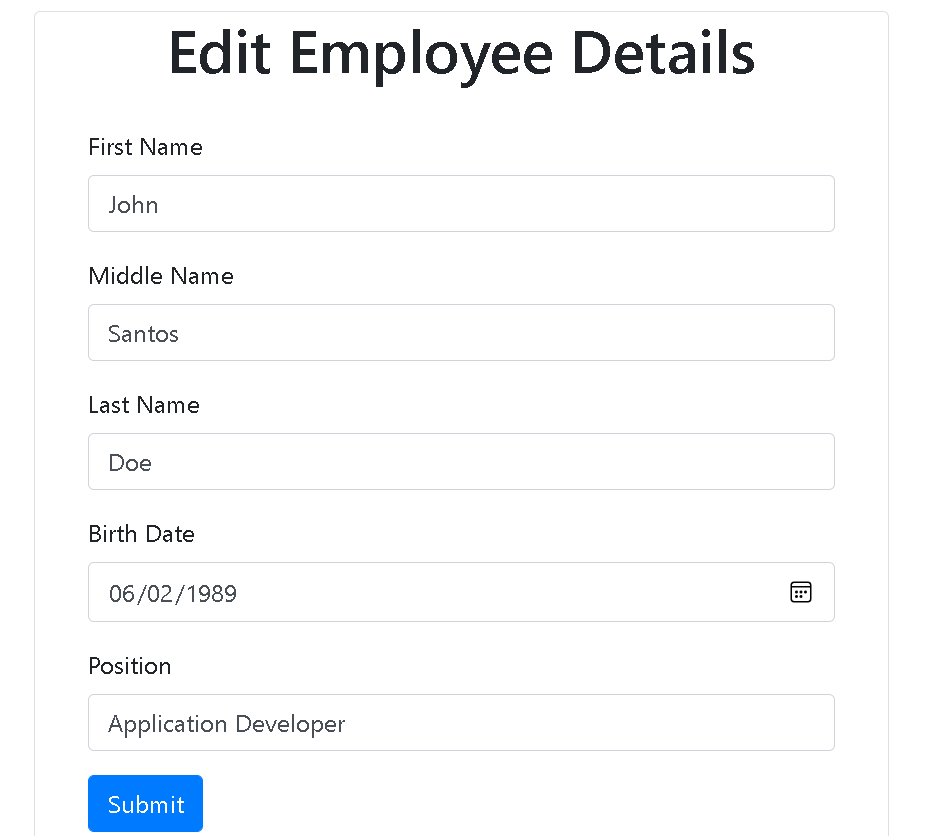 Edit Employee Details
First Name
John
Middle Name
Santos
Last Name
Doe
Birth Date
06/02/1989
Position
Application Developer
Submit